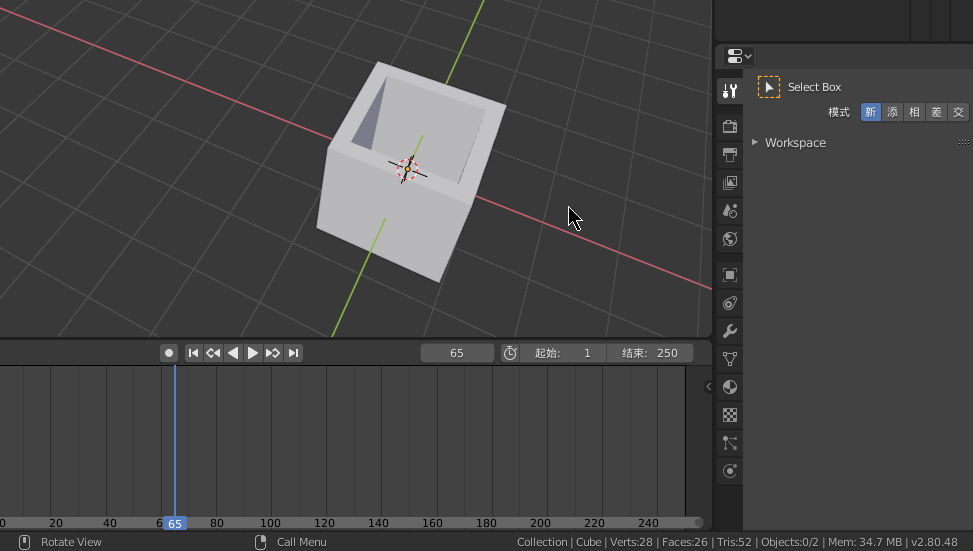 Select Box
模式 新 添 相 差 交
Workspace
65 起始: 1 结束: 250
0 20 40 6 65 80 100 120 140 160 180 200 220 240
Rotate View Call Menu Collection | Cube | Verts:28 | Faces:26 | Tris:52 | Objects:0/2 | Mem: 34.7 MB | v2.80.48